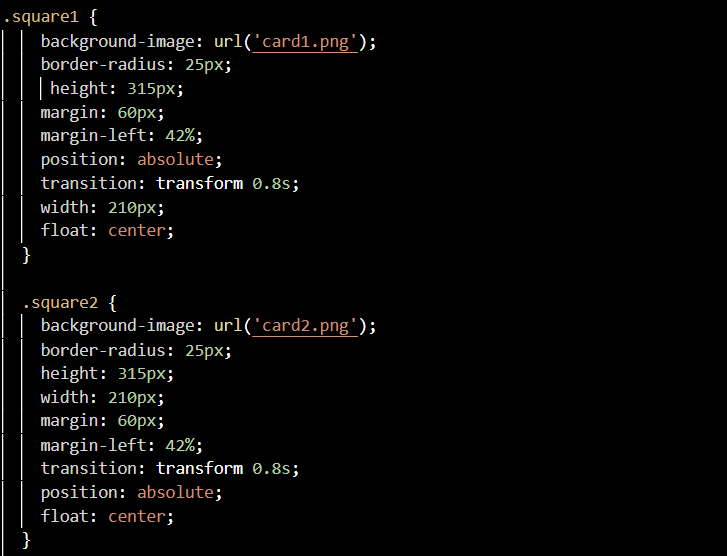 .square1 {
background-image: url('card1.png');
border-radius: 25px;
height: 315px;
margin: 60px;
margin-left: 42%;
position: absolute;
transition: transform 0.8s;
width: 210px;
float: center;
}
.square2 {
background-image: url('card2.png');
border-radius: 25px;
height: 315px;
width: 210px;
margin: 60px;
margin-left: 42%;
transition: transform 0.8s;
position: absolute;
float: center;
}